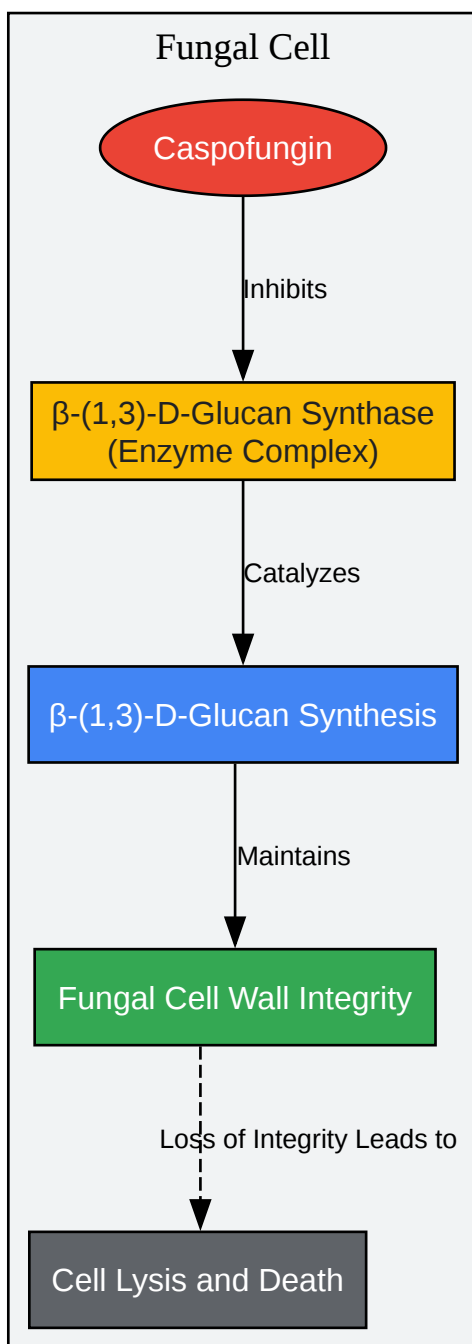 Fungal Cell
Caspofungin
Inhibits
β-(1,3)-D-Glucan Synthase
(Enzyme Complex)
Catalyzes
β-(1,3)-D-Glucan Synthesis
Maintains
Fungal Cell Wall Integrity
Loss of Integrity Leads to
Cell Lysis and Death